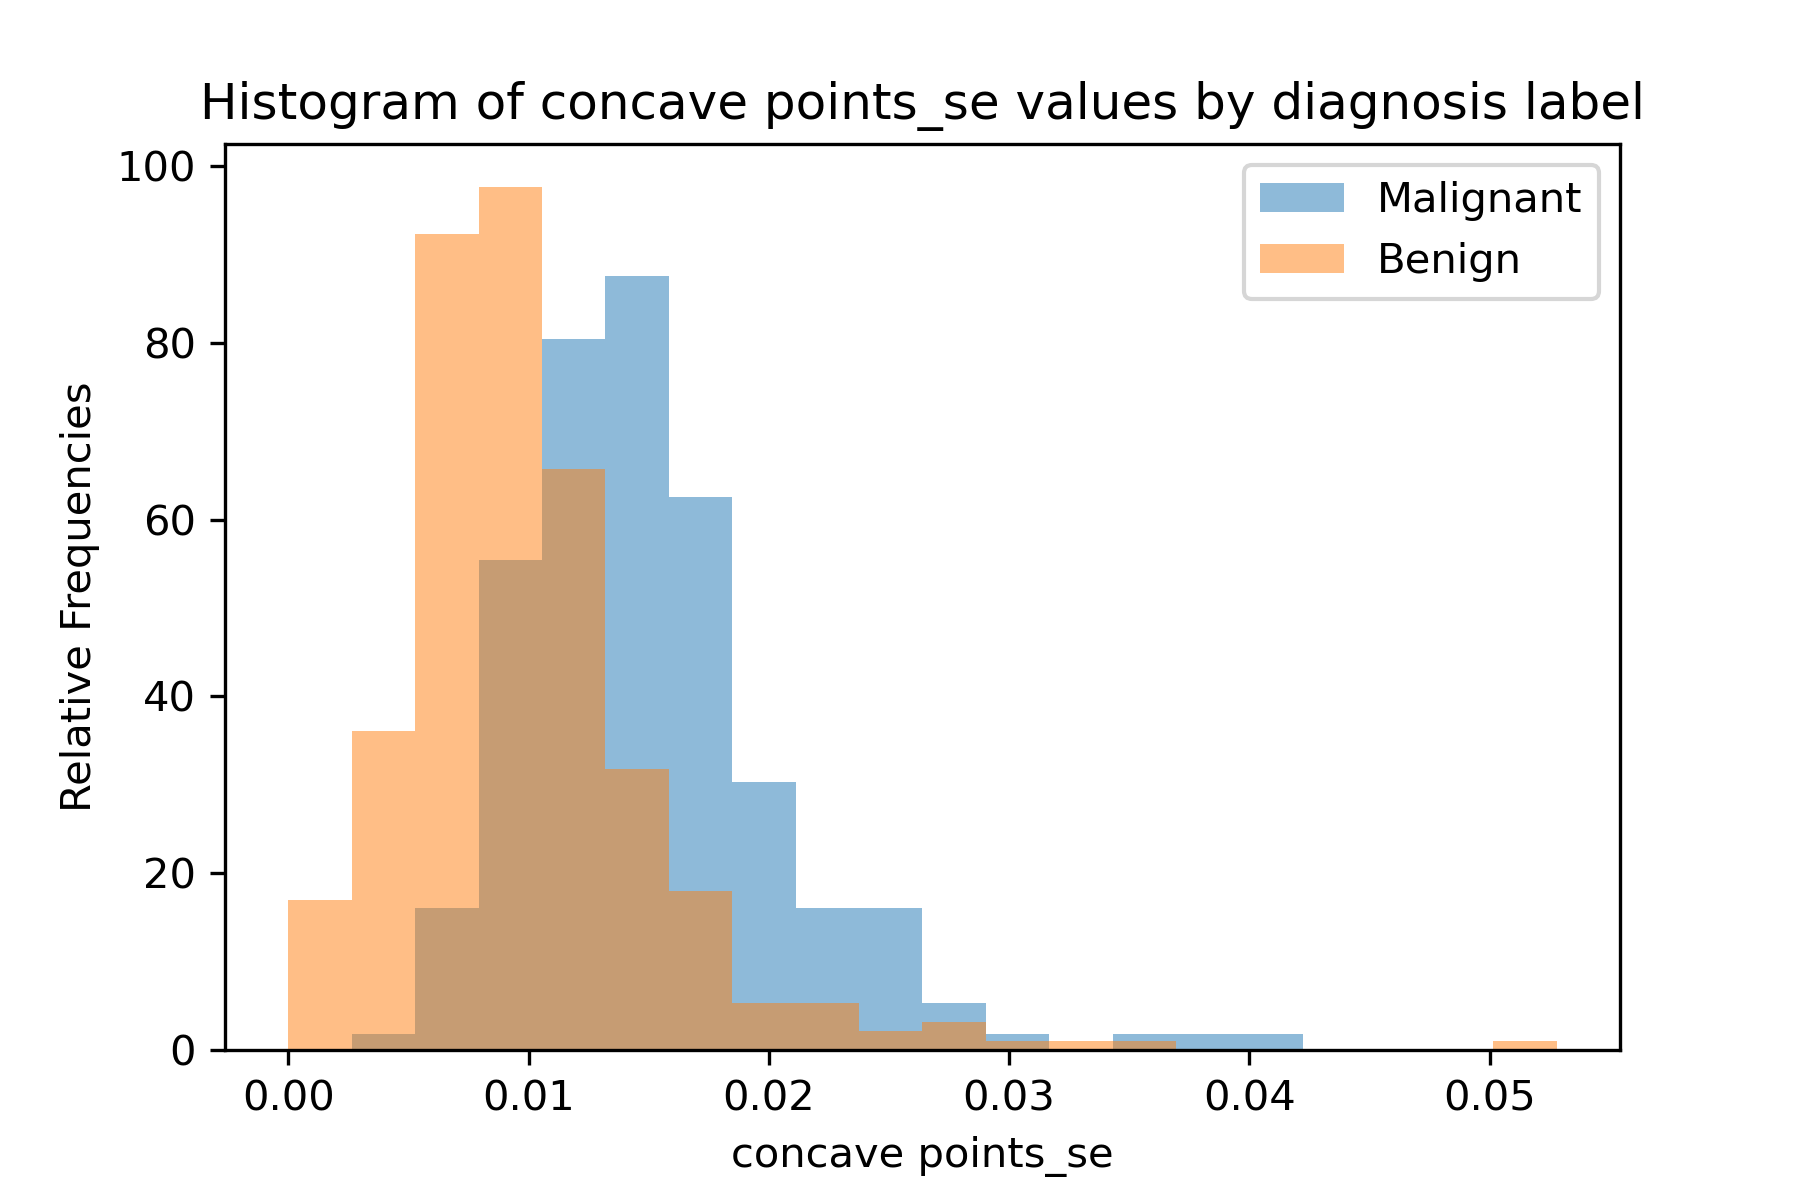 Histogram of concave points_se values by diagnosis label
Malignant
Benign
Relative Frequencies
100
80
60
40
20
0
0.00 0.01 0.02 0.03 0.04 0.05
concave points_se